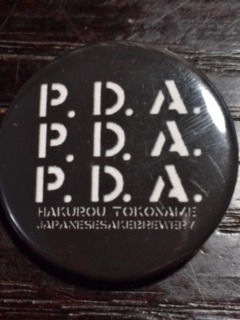 P. D. A.
P. D. A.
P. D. A.
HAKUROU TOKONAME
JAPANESESAKEBREWERY